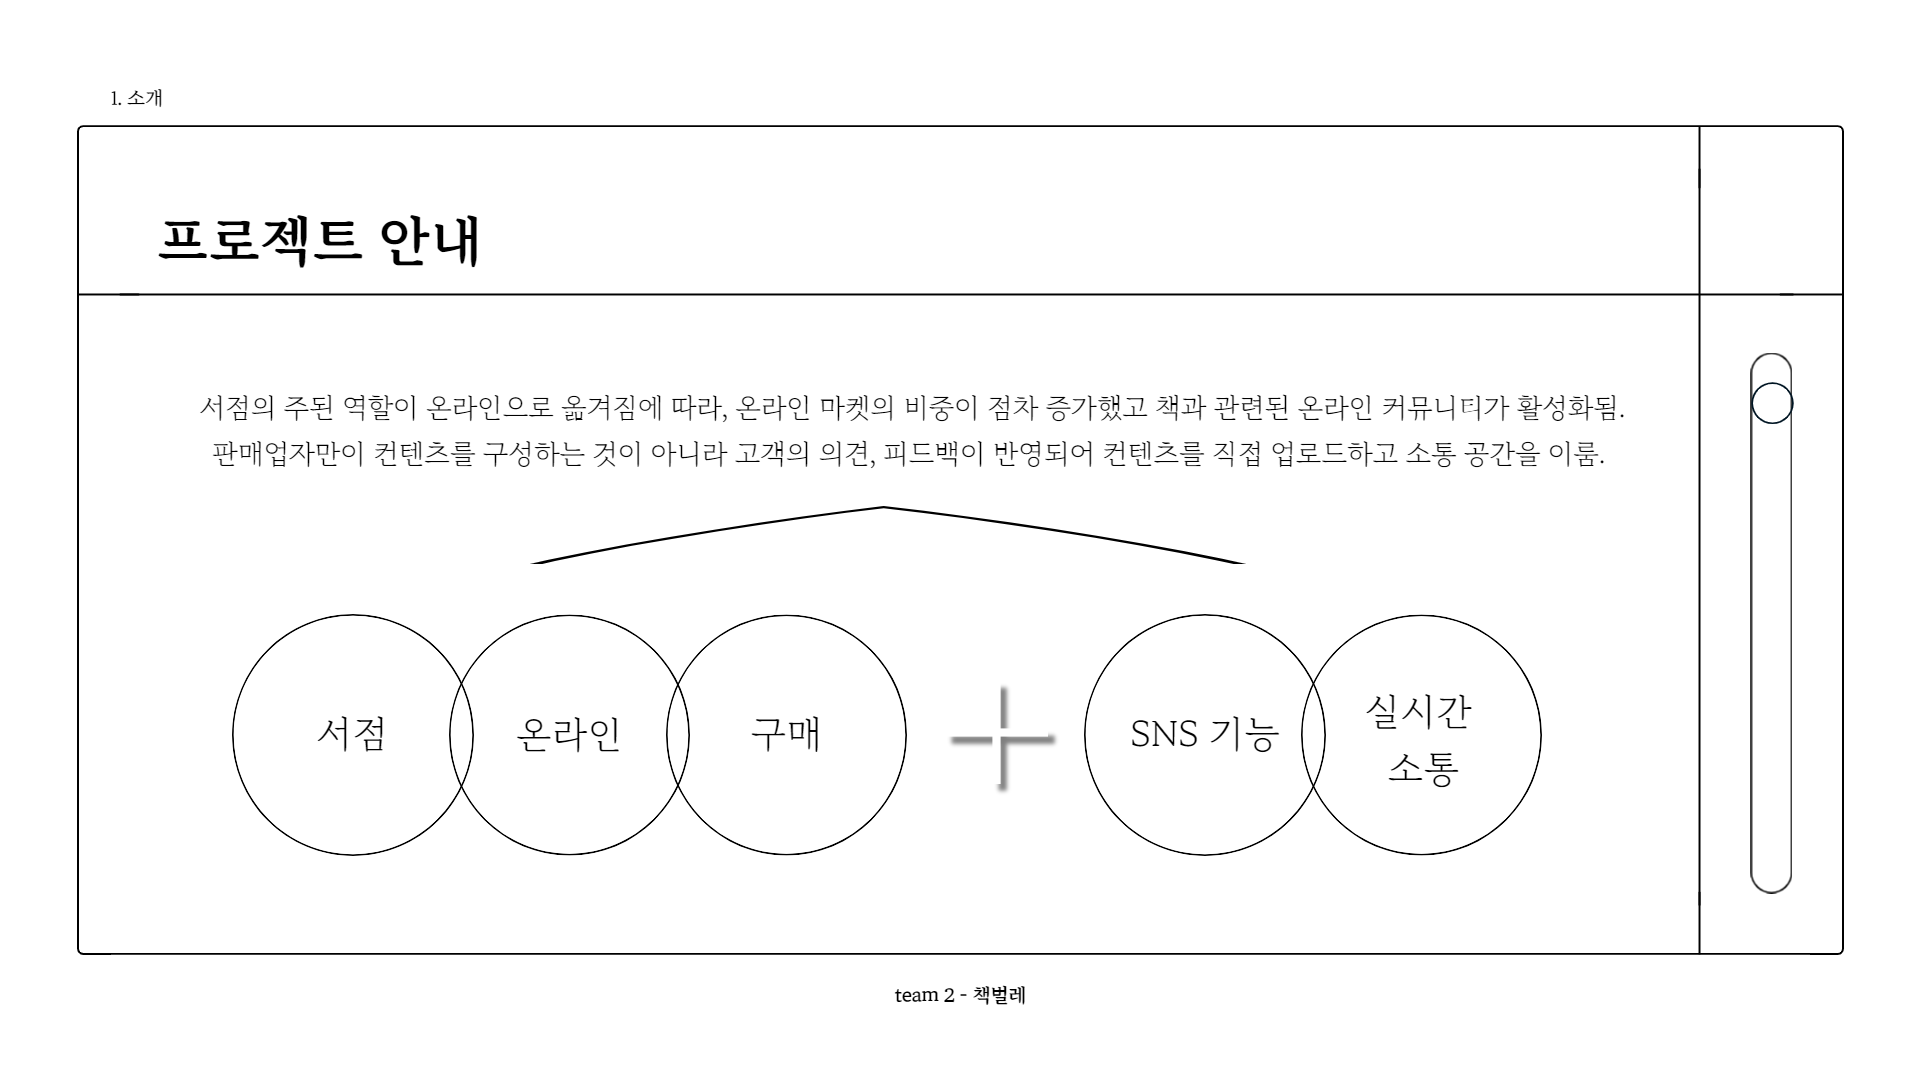 1. 소개
프로젝트 안내
서점의 주된 역할이 온라인으로 옮겨짐에 따라, 온라인 마켓의 비중이 점차 증가했고 책과 관련된 온라인 커뮤니티가 활성화됨.
판매업자만이 컨텐츠를 구성하는 것이 아니라 고객의 의견, 피드백이 반영되어 컨텐츠를 직접 업로드하고 소통 공간을 이룸.
서점
온라인
구매
SNS 기능
실시간
소통
team 2 - 책벌레